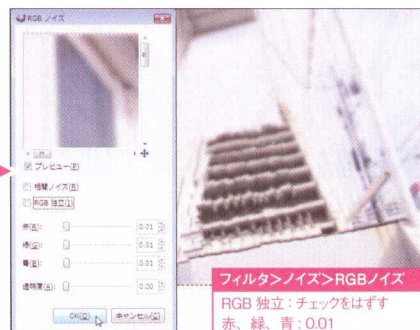 RGB ノイズ
プレビュー(P)
相関ノイズ(R)
RGB 独立(I)
赤(R): 0.01
緑(G): 0.01
青(B): 0.01
透明度(A): 0.00
OK(O) キャンセル(C)
フィルタ>ノイズ>RGBノイズ
RGB 独立:チェックをはずす
赤、緑、青:0.01